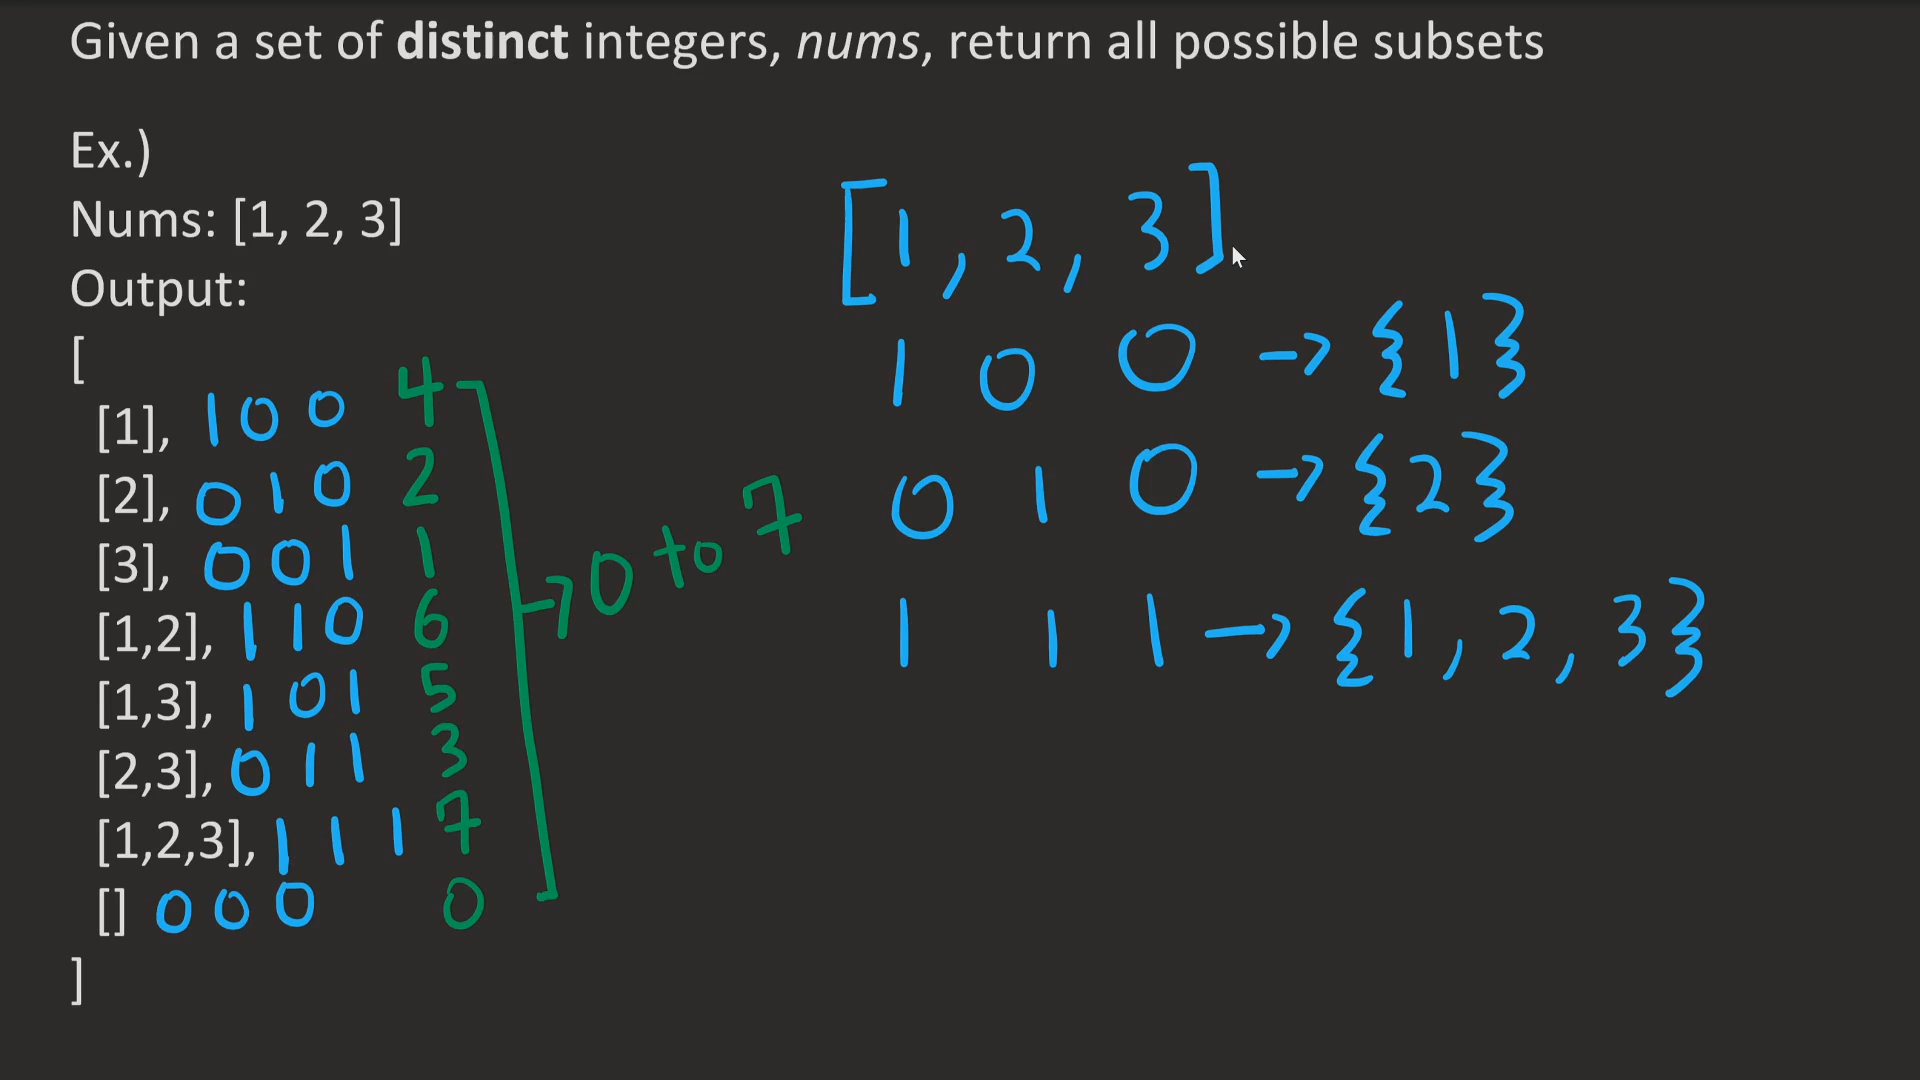 Given a set of distinct integers, nums, return all possible subsets
Ex.)
Nums: [1, 2, 3]
Output:
[
[1], 1 0 0 4
[2], 0 1 0 2
[3], 0 0 1 1
[1,2], 1 1 0 6
[1,3], 1 0 1 5
[2,3], 0 1 1 3
[1,2,3], 1 1 1 7
[] 0 0 0 0
]
→ 0 to 7
[1, 2, 3]
1 0 0 → {1}
0 1 0 → {2}
1 1 1 → {1, 2, 3}